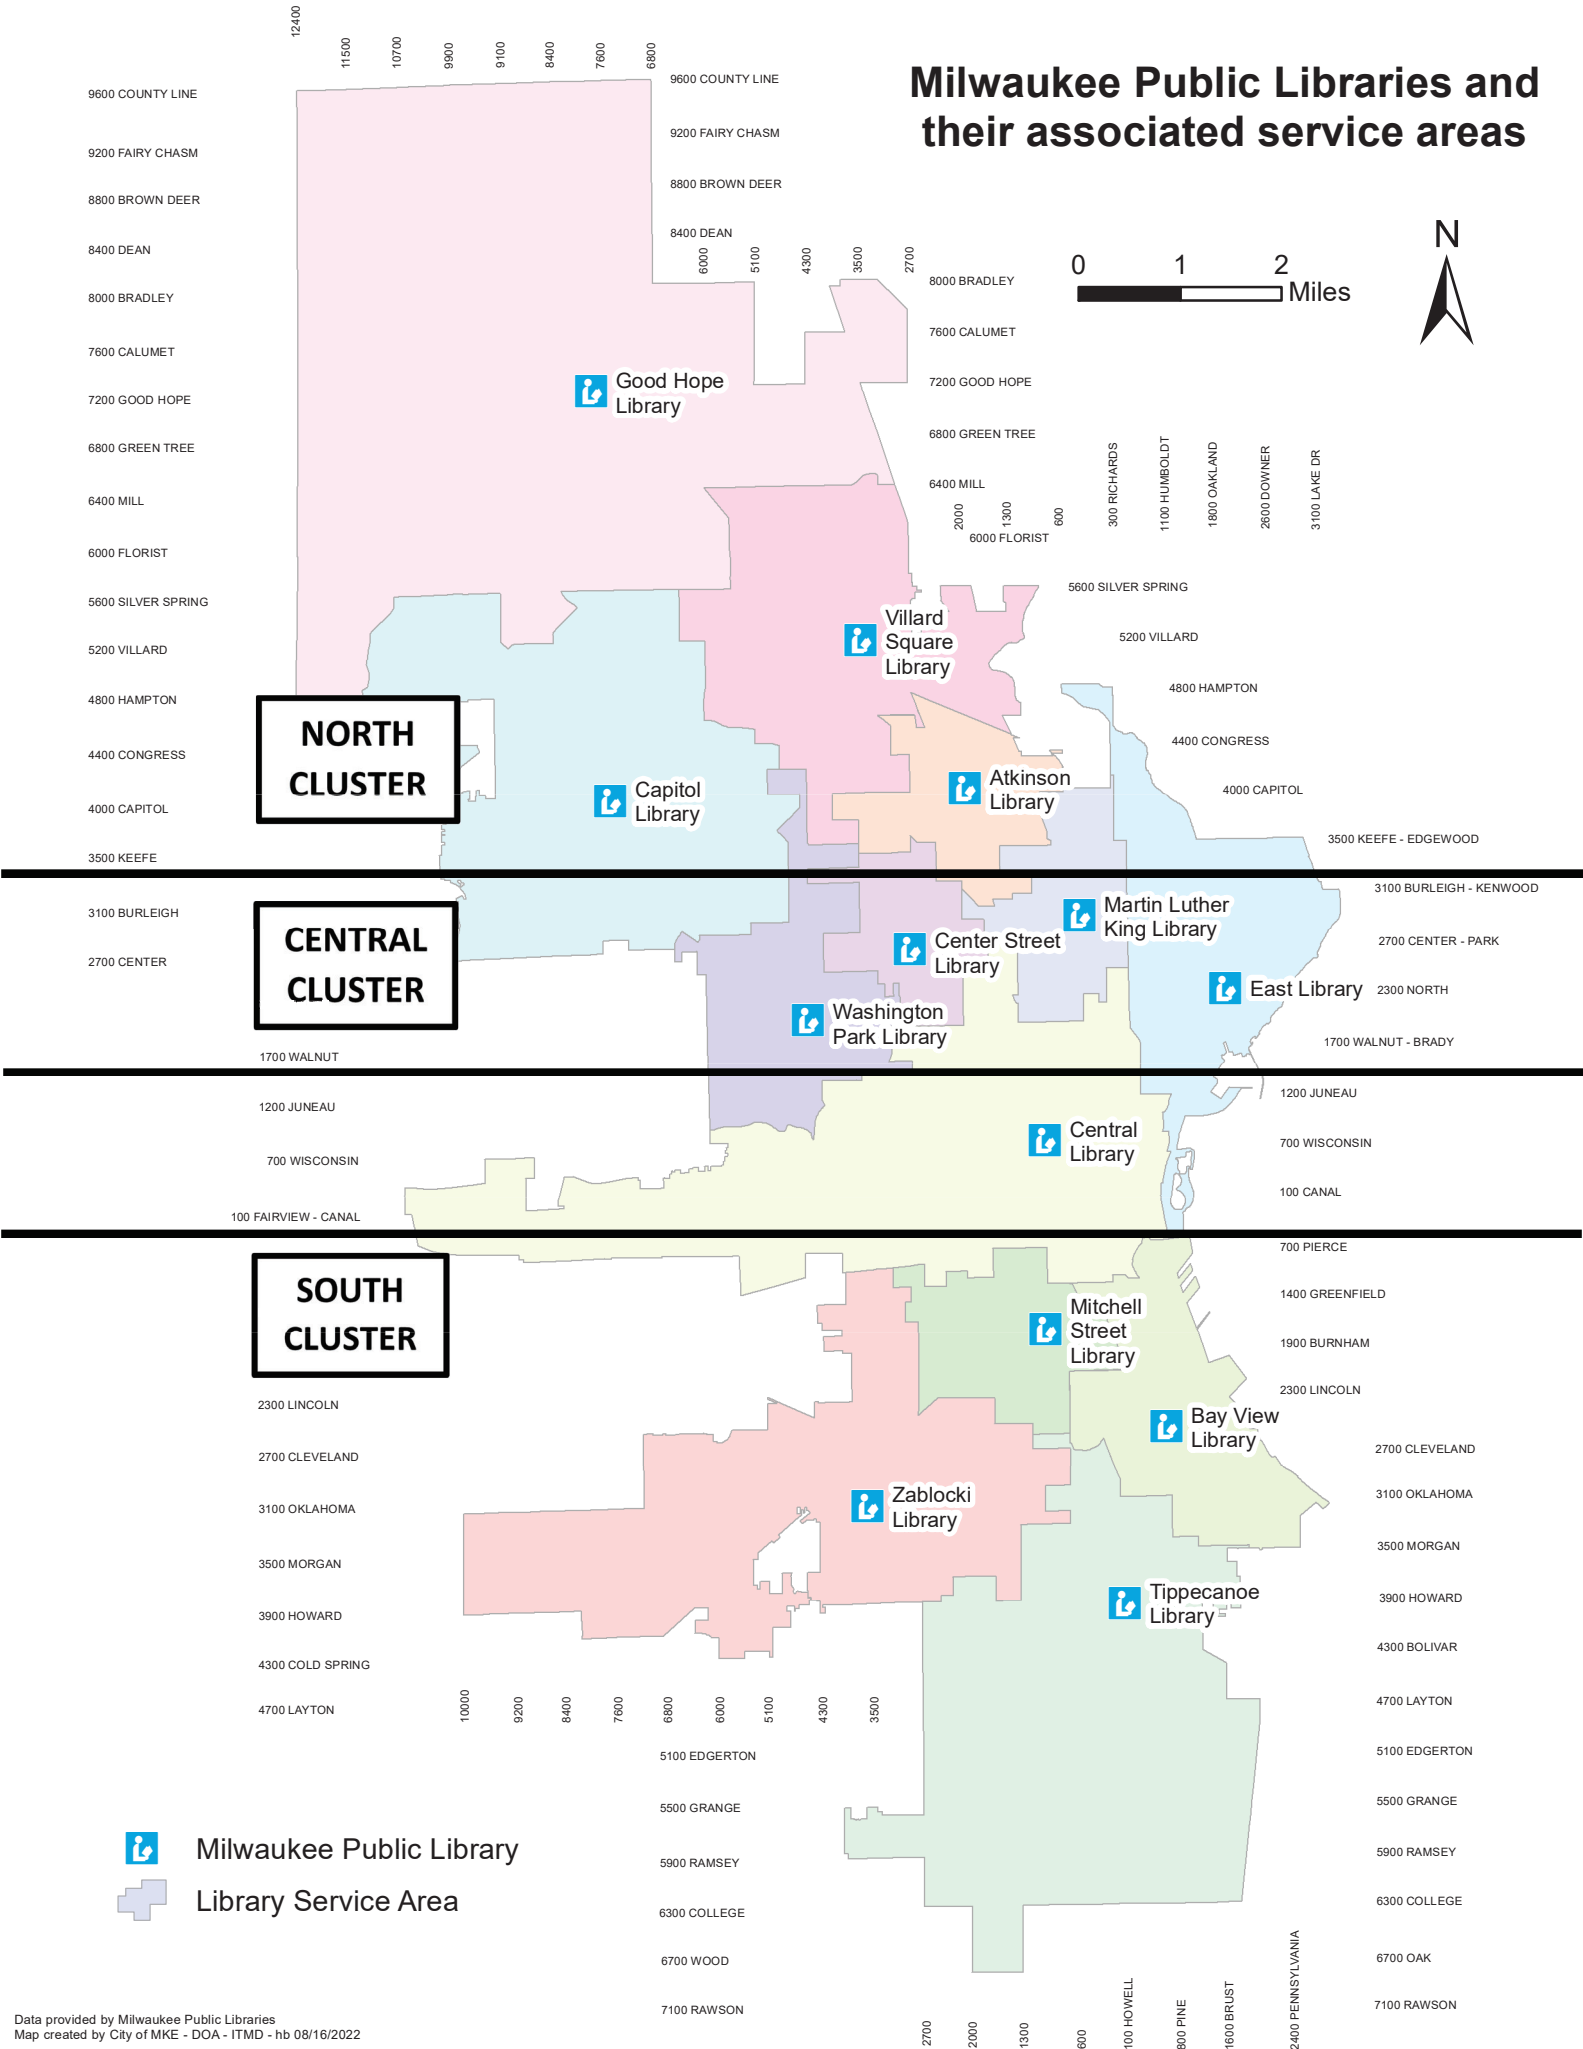 Milwaukee Public Libraries and
their associated service areas
12400
11500
10700
9900
9100
8400
7600
6800
9600 COUNTY LINE
9200 FAIRY CHASM
8800 BROWN DEER
8400 DEAN
8000 BRADLEY
7600 CALUMET
7200 GOOD HOPE
6800 GREEN TREE
6400 MILL
6000 FLORIST
5600 SILVER SPRING
5200 VILLARD
4800 HAMPTON
4400 CONGRESS
4000 CAPITOL
3500 KEEFE
3100 BURLEIGH
2700 CENTER
1700 WALNUT
1200 JUNEAU
700 WISCONSIN
100 FAIRVIEW - CANAL
2300 LINCOLN
2700 CLEVELAND
3100 OKLAHOMA
3500 MORGAN
3900 HOWARD
4300 COLD SPRING
4700 LAYTON
9600 COUNTY LINE
9200 FAIRY CHASM
8800 BROWN DEER
8400 DEAN
6000
5100
4300
3500
2700
8000 BRADLEY
7600 CALUMET
7200 GOOD HOPE
6800 GREEN TREE
6400 MILL
2000
1300
600
300 RICHARDS
1100 HUMBOLDT
1800 OAKLAND
2600 DOWNER
3100 LAKE DR
6000 FLORIST
5600 SILVER SPRING
5200 VILLARD
4800 HAMPTON
4400 CONGRESS
4000 CAPITOL
3500 KEEFE - EDGEWOOD
3100 BURLEIGH - KENWOOD
2700 CENTER - PARK
2300 NORTH
1700 WALNUT - BRADY
1200 JUNEAU
700 WISCONSIN
100 CANAL
700 PIERCE
1400 GREENFIELD
1900 BURNHAM
2300 LINCOLN
2700 CLEVELAND
3100 OKLAHOMA
3500 MORGAN
3900 HOWARD
4300 BOLIVAR
4700 LAYTON
5100 EDGERTON
5500 GRANGE
5900 RAMSEY
6300 COLLEGE
6700 OAK
7100 RAWSON
0 1 2
Miles
N
Good Hope
Library
Villard
Square
Library
NORTH
CLUSTER
Capitol
Library
Atkinson
Library
CENTRAL
CLUSTER
Martin Luther
King Library
Center Street
Library
East Library
Washington
Park Library
Central
Library
SOUTH
CLUSTER
Mitchell
Street
Library
Bay View
Library
Zablocki
Library
Tippecanoe
Library
10000
9200
8400
7600
6800
6000
5100
4300
3500
5100 EDGERTON
5500 GRANGE
5900 RAMSEY
6300 COLLEGE
6700 WOOD
7100 RAWSON
2700
2000
1300
600
100 HOWELL
800 PINE
1600 BRUST
2400 PENNSYLVANIA
Milwaukee Public Library
Library Service Area
Data provided by Milwaukee Public Libraries
Map created by City of MKE - DOA - ITMD - hb 08/16/2022